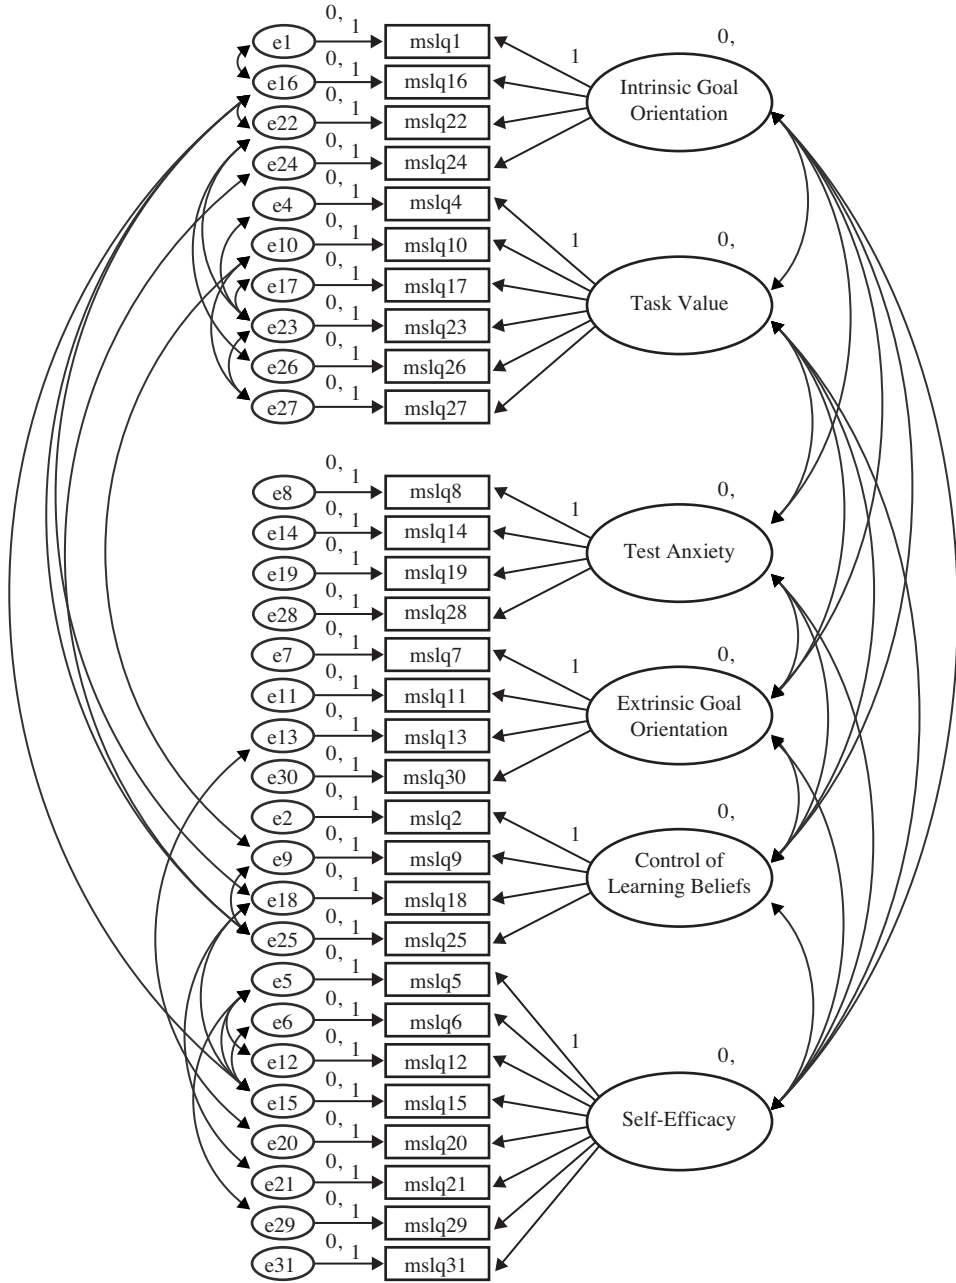 0, 1
e1 mslq1
0, 1
e16 mslq16
0, 1
e22 mslq22
0, 1
e24 mslq24
1
0,
Intrinsic Goal
Orientation
0, 1
e4 mslq4
0, 1
e10 mslq10
0, 1
e17 mslq17
0, 1
e23 mslq23
0, 1
e26 mslq26
0, 1
e27 mslq27
1
0,
Task Value
0, 1
e8 mslq8
0, 1
e14 mslq14
0, 1
e19 mslq19
0, 1
e28 mslq28
1
0,
Test Anxiety
0, 1
e7 mslq7
0, 1
e11 mslq11
0, 1
e13 mslq13
0, 1
e30 mslq30
1
0,
Extrinsic Goal
Orientation
0, 1
e2 mslq2
0, 1
e9 mslq9
0, 1
e18 mslq18
0, 1
e25 mslq25
1
0,
Control of
Learning Beliefs
0, 1
e5 mslq5
0, 1
e6 mslq6
0, 1
e12 mslq12
0, 1
e15 mslq15
0, 1
e20 mslq20
0, 1
e21 mslq21
0, 1
e29 mslq29
0, 1
e31 mslq31
1
0,
Self-Efficacy